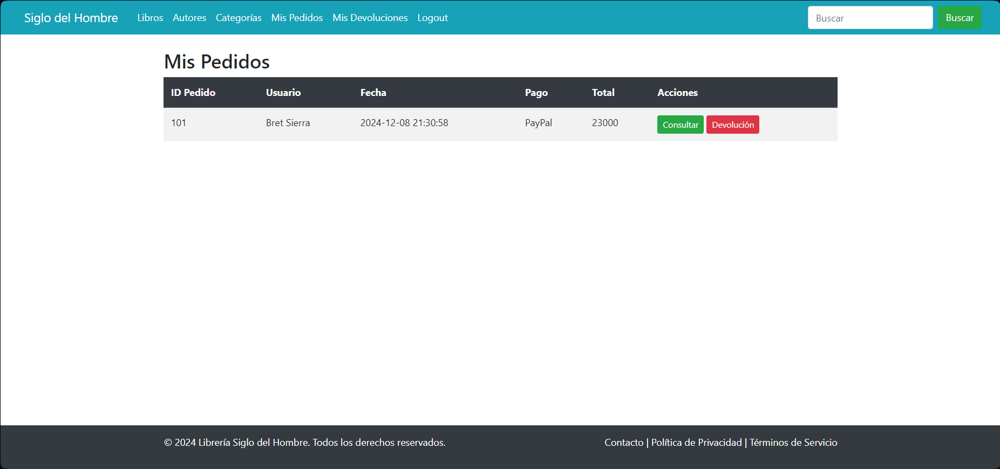 Siglo del Hombre Libros Autores Categorías Mis Pedidos Mis Devoluciones Logout Buscar Buscar
Mis Pedidos
ID Pedido Usuario Fecha Pago Total Acciones
101 Bret Sierra 2024-12-08 21:30:58 PayPal 23000 Consultar Devolución
© 2024 Librería Siglo del Hombre. Todos los derechos reservados. Contacto | Política de Privacidad | Términos de Servicio